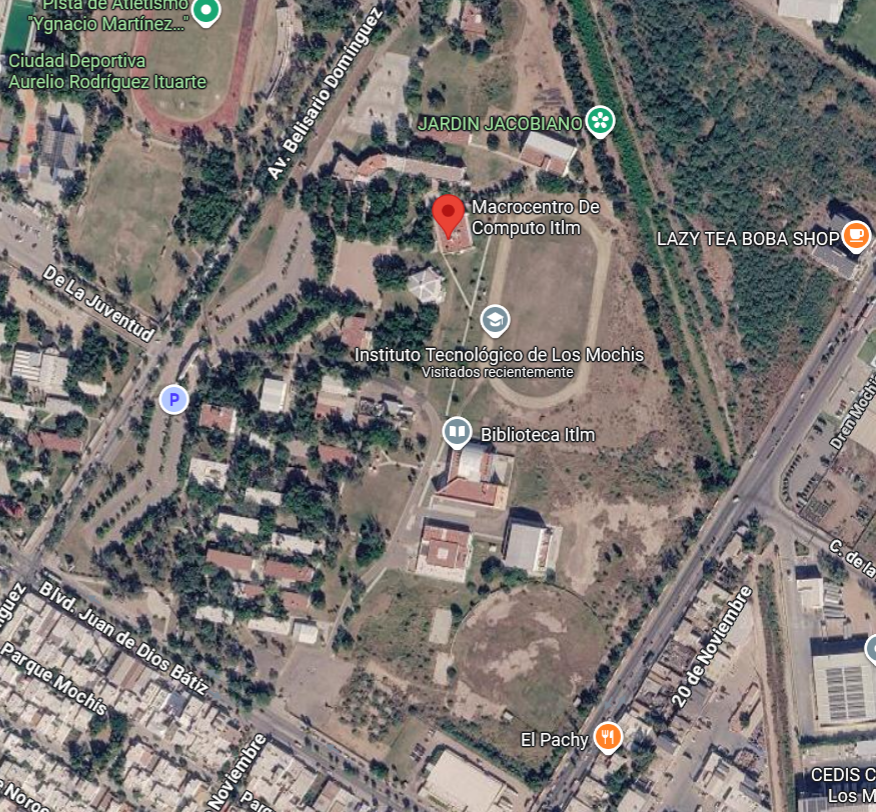 Pista de Atletismo
"Ygnacio Martínez..."
Ciudad Deportiva
Aurelio Rodríguez Ituarte
Av. Belisario Domínguez
JARDIN JACOBIANO
Macrocentro De
Computo Itlm
LAZY TEA BOBA SHOP
De La Juventud
Instituto Tecnológico de Los Mochis
Visitados recientemente
P
Biblioteca Itlm
Dren Mochis
C. de la
Blvd. Juan de Dios Bátiz
guez
Parque Mochis
20 de Noviembre
El Pachy
Noviembre
CEDIS C
Los M